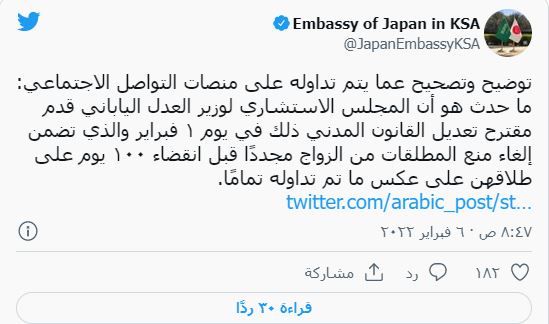 Embassy of Japan in KSA
@JapanEmbassyKSA
توضيح وتصحيح عما يتم تداوله على منصات التواصل الاجتماعي:
ما حدث هو أن المجلس الاستشاري لوزير العدل الياباني قدم
مقترح تعديل القانون المدني ذلك في يوم ١ فبراير والذي تضمن
إلغاء منع المطلقات من الزواج مجددًا قبل انقضاء ١٠٠ يوم على
طلاقهن على عكس ما تم تداوله تمامًا.
twitter.com/arabic_post/st…
٨:٤٧ ص · ٦ فبراير ٢٠٢٢
١٨٢ رد مشاركة
قراءة ٣٠ ردًا